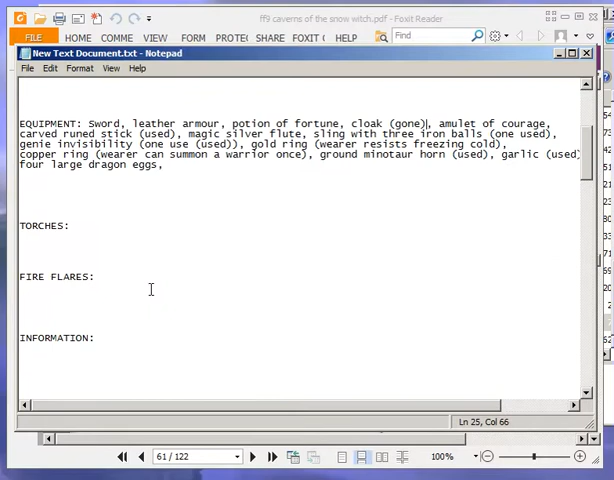 ff9 caverns of the snow witch.pdf - Foxit Reader
FILE HOME COMME VIEW FORM PROTE SHARE HELP Find
New Text Document.txt - Notepad
File Edit Format View Help
EQUIPMENT: Sword, leather armour, potion of fortune, cloak (gone), amulet of courage,
carved runed stick (used), magic silver flute, sling with three iron balls (one used),
genie invisibility (one use (used)), gold ring (wearer resists freezing cold),
copper ring (wearer can summon a warrior once), ground minotaur horn (used), garlic (used)
four large dragon eggs,
TORCHES:
FIRE FLARES:
INFORMATION:
Ln 25, Col 66
61 / 122 100%